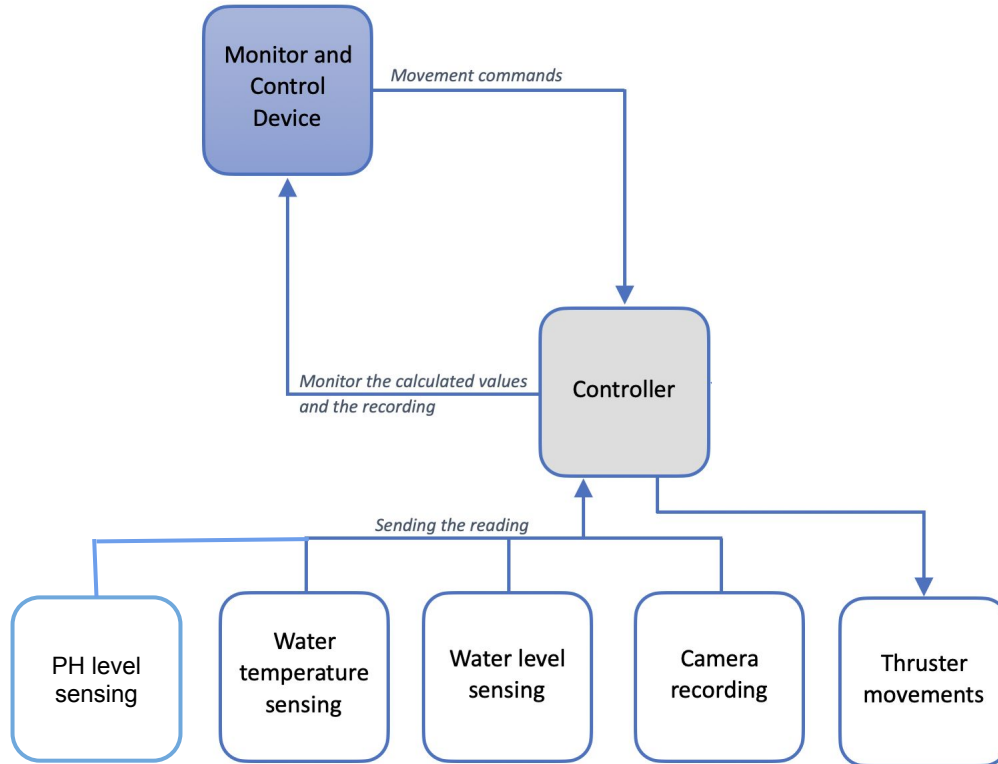 Monitor and
Control
Device
Movement commands
Monitor the calculated values
and the recording
Controller
Sending the reading
PH level
sensing
Water
temperature
sensing
Water level
sensing
Camera
recording
Thruster
movements